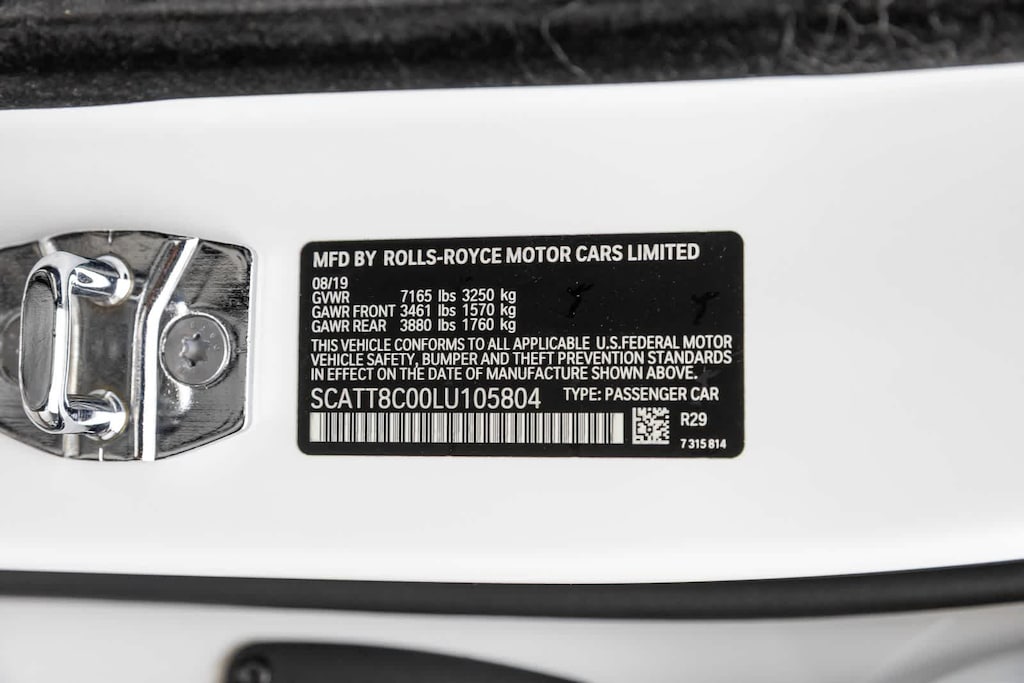 MFD BY ROLLS-ROYCE MOTOR CARS LIMITED
08/19
GVWR 7165 lbs 3250 kg
GAWR FRONT 3461 lbs 1570 kg
GAWR REAR 3880 lbs 1760 kg
THIS VEHICLE CONFORMS TO ALL APPLICABLE U.S.FEDERAL MOTOR
VEHICLE SAFETY, BUMPER AND THEFT PREVENTION STANDARDS
IN EFFECT ON THE DATE OF MANUFACTURE SHOWN ABOVE.
SCATT8C00LU105804 TYPE: PASSENGER CAR
R29
7 315 814